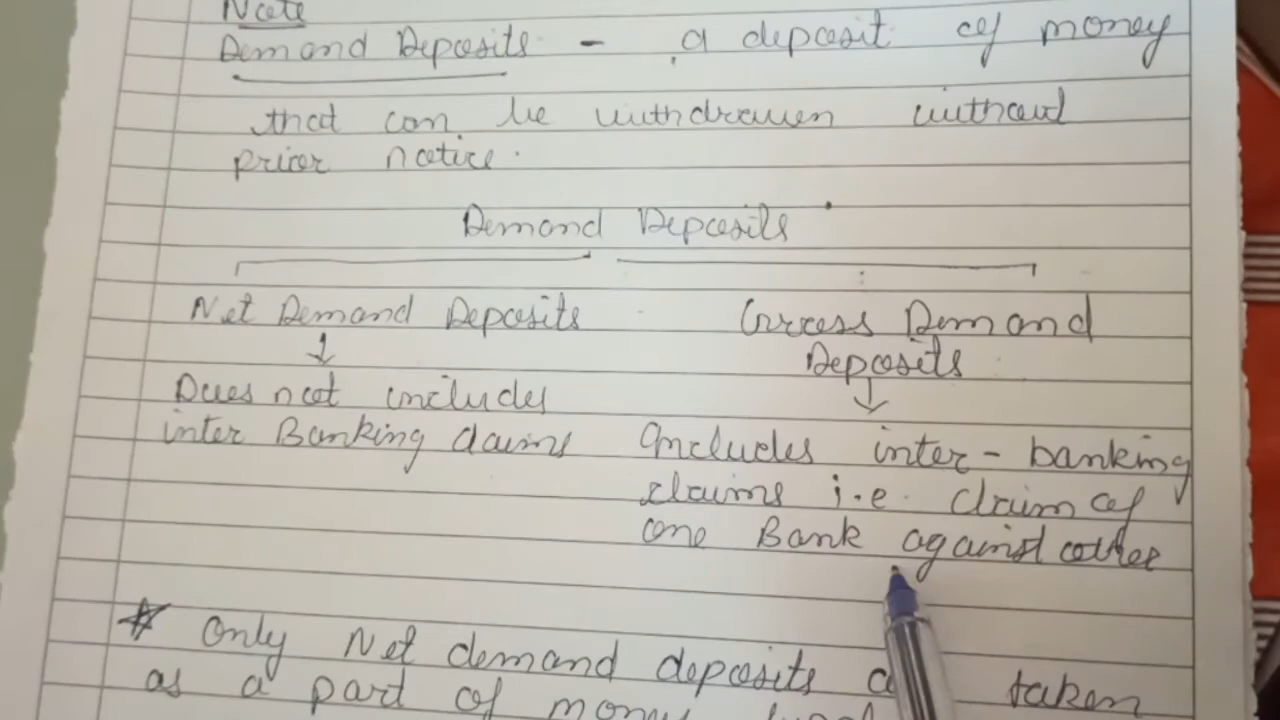 Note
Demand Deposits - a deposit of money
that can be withdrawn without
prior notice.
Demand Deposits
Net Demand Deposits
Gross Demand
Deposits
↓
↓
Does not includes
inter Banking claims
Includes inter-banking
claims i.e. claim of
one Bank against other
* Only Net demand deposits taken
as a part of money